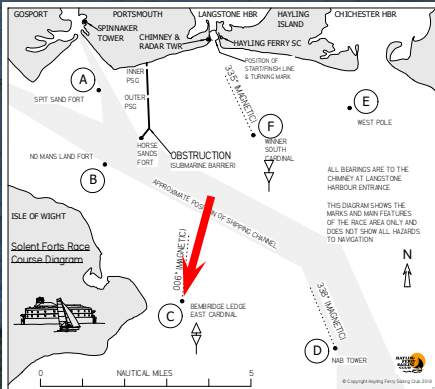 GOSPORT
PORTSMOUTH
LANGSTONE HBR
HAYLING
ISLAND
CHICHESTER HBR
SPINNAKER
TOWER
CHIMNEY &
RADAR TWR
HAYLING FERRY SC
POSITION OF
START/FINISH LINE
& TURNING MARK
INNER
PSG
335° (MAGNETIC)
A
SPIT SAND FORT
OUTER
PSG
E
WEST POLE
F
WINNER
SOUTH
CARDINAL
HORSE
SANDS
FORT
OBSTRUCTION
(SUBMARINE BARRIER)
NO MANS LAND FORT
B
ALL BEARINGS ARE TO THE
CHIMNEY AT LANGSTONE
HARBOUR ENTRANCE
APPROXIMATE POSITION OF SHIPPING CHANNEL
THIS DIAGRAM SHOWS THE
MARKS AND MAIN FEATURES
OF THE RACE AREA ONLY AND
DOES NOT SHOW ALL HAZARDS
TO NAVIGATION
ISLE OF WIGHT
Solent Forts Race
Course Diagram
N
006° (MAGNETIC)
338° (MAGNETIC)
C
BEMBRIDGE LEDGE
EAST CARDINAL
D
NAB TOWER
0
NAUTICAL MILES
5
HAYLING
FERRY